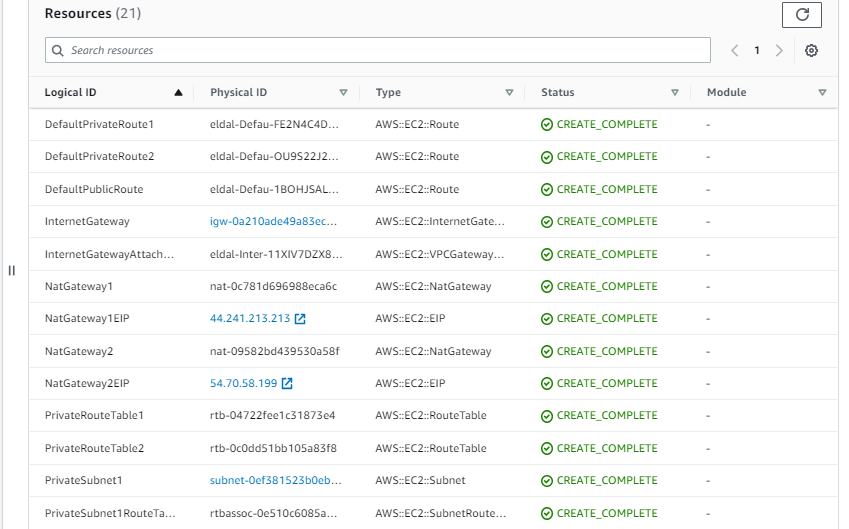 Resources (21)
Search resources
1
Logical ID Physical ID Type Status Module
DefaultPrivateRoute1 eldal-Defau-FE2N4C4D... AWS::EC2::Route CREATE_COMPLETE -
DefaultPrivateRoute2 eldal-Defau-OU9S22J2... AWS::EC2::Route CREATE_COMPLETE -
DefaultPublicRoute eldal-Defau-1BOHJSAL... AWS::EC2::Route CREATE_COMPLETE -
InternetGateway igw-0a210ade49a83ec... AWS::EC2::InternetGate... CREATE_COMPLETE -
InternetGatewayAttach... eldal-Inter-11XIV7DZX8... AWS::EC2::VPCGateway... CREATE_COMPLETE -
NatGateway1 nat-0c781d696988eca6c AWS::EC2::NatGateway CREATE_COMPLETE -
NatGateway1EIP 44.241.213.213 AWS::EC2::EIP CREATE_COMPLETE -
NatGateway2 nat-09582bd439530a58f AWS::EC2::NatGateway CREATE_COMPLETE -
NatGateway2EIP 54.70.58.199 AWS::EC2::EIP CREATE_COMPLETE -
PrivateRouteTable1 rtb-04722fee1c31873e4 AWS::EC2::RouteTable CREATE_COMPLETE -
PrivateRouteTable2 rtb-0c0dd51bb105a83f8 AWS::EC2::RouteTable CREATE_COMPLETE -
PrivateSubnet1 subnet-0ef381523b0eb... AWS::EC2::Subnet CREATE_COMPLETE -
PrivateSubnet1RouteTa... rtbassoc-0e510c6085a... AWS::EC2::SubnetRoute... CREATE_COMPLETE -